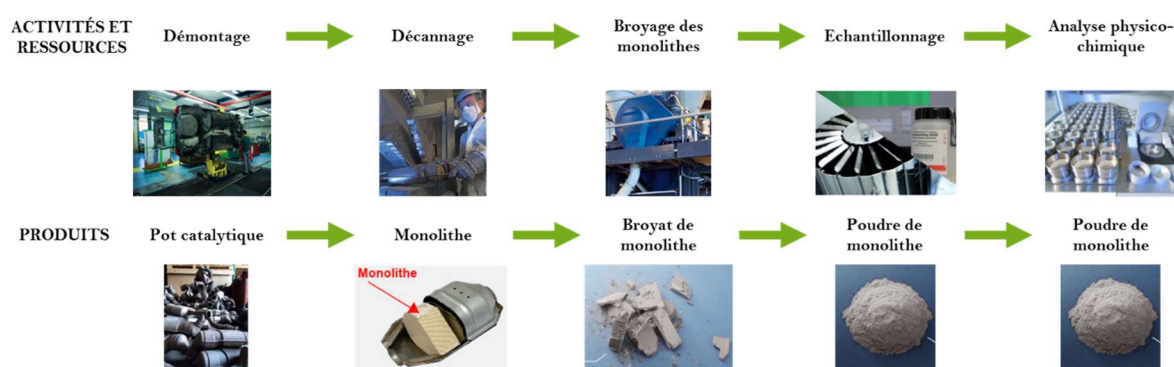 ACTIVITÉS ET
RESSOURCES
Démontage
Décannage
Broyage des
monolithes
Echantillonnage
Analyse physico-
chimique
PRODUITS
Pot catalytique
Monolithe
Broyat de
monolithe
Poudre de
monolithe
Poudre de
monolithe
Monolithe